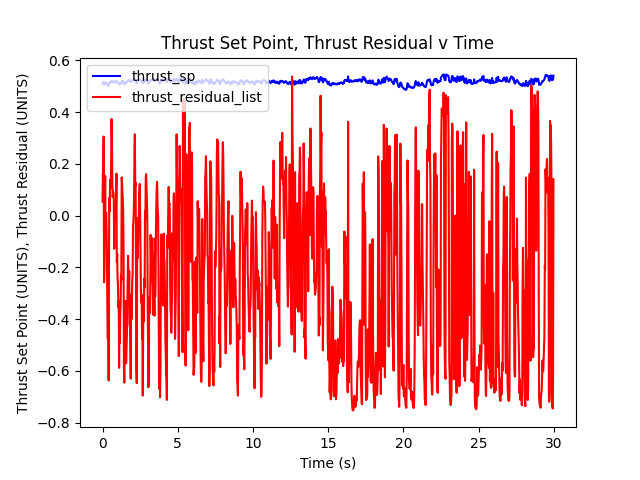 Thrust Set Point, Thrust Residual v Time
thrust_sp
thrust_residual_list
Thrust Set Point (UNITS), Thrust Residual (UNITS)
0.6
0.4
0.2
0.0
−0.2
−0.4
−0.6
−0.8
0 5 10 15 20 25 30
Time (s)